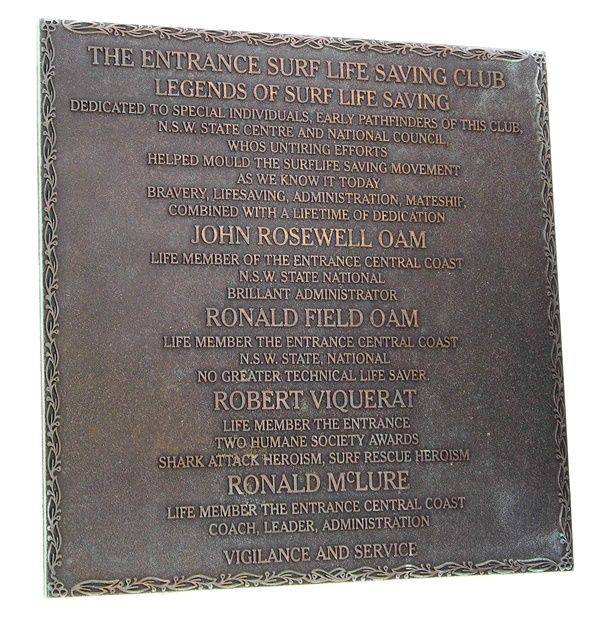 THE ENTRANCE SURF LIFE SAVING CLUB
LEGENDS OF SURF LIFE SAVING
DEDICATED TO SPECIAL INDIVIDUALS, EARLY PATHFINDERS OF THIS CLUB,
N.S.W. STATE CENTRE AND NATIONAL COUNCIL,
WHOS UNTIRING EFFORTS
HELPED MOULD THE SURFLIFE SAVING MOVEMENT
AS WE KNOW IT TODAY
BRAVERY, LIFESAVING, ADMINISTRATION, MATESHIP,
COMBINED WITH A LIFETIME OF DEDICATION
JOHN ROSEWELL OAM
LIFE MEMBER OF THE ENTRANCE CENTRAL COAST
N.S.W. STATE NATIONAL
BRILLANT ADMINISTRATOR
RONALD FIELD OAM
LIFE MEMBER THE ENTRANCE CENTRAL COAST
N.S.W. STATE, NATIONAL
NO GREATER TECHNICAL LIFE SAVER.
ROBERT VIQUERAT
LIFE MEMBER THE ENTRANCE
TWO HUMANE SOCIETY AWARDS
SHARK ATTACK HEROISM, SURF RESCUE HEROISM
RONALD McLURE
LIFE MEMBER THE ENTRANCE CENTRAL COAST
COACH, LEADER, ADMINISTRATION
VIGILANCE AND SERVICE